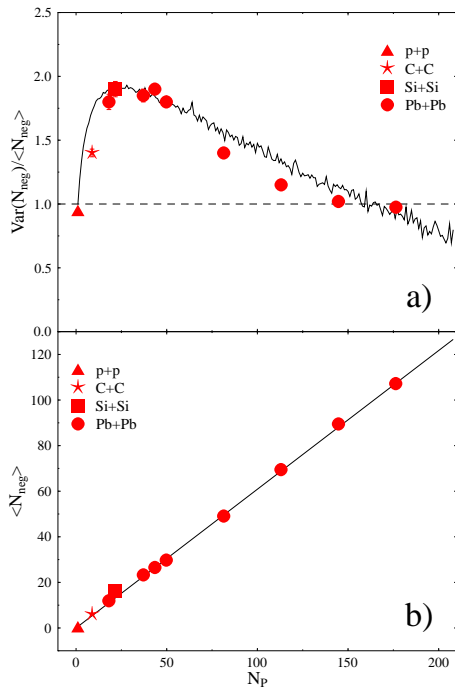 2.5
2.0
1.5
1.0
0.5
0.0
Var(N_neg)/<N_neg>
p+p
C+C
Si+Si
Pb+Pb
a)
120
100
80
60
40
20
0
<N_neg>
p+p
C+C
Si+Si
Pb+Pb
b)
0 50 100 150 200
N_P